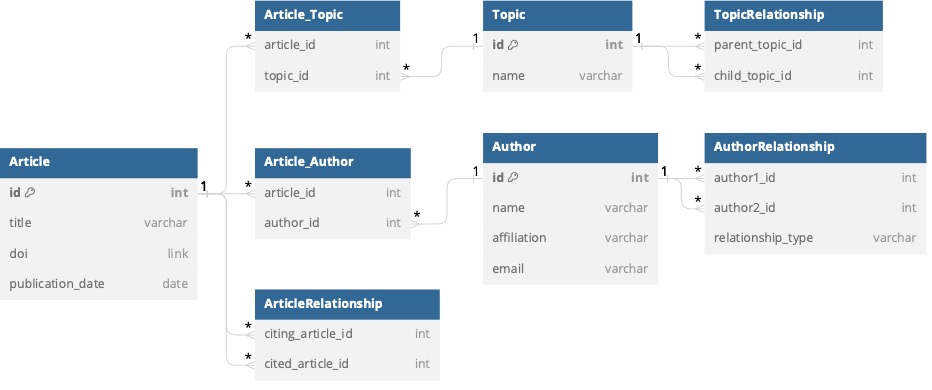 Article_Topic
article_id int
topic_id int
Topic
id int
name varchar
TopicRelationship
parent_topic_id int
child_topic_id int
Article
id int
title varchar
doi link
publication_date date
Article_Author
article_id int
author_id int
Author
id int
name varchar
affiliation varchar
email varchar
AuthorRelationship
author1_id int
author2_id int
relationship_type varchar
ArticleRelationship
citing_article_id int
cited_article_id int
1
*
*
*
*
*
1
1
*
*
*
1
1
*
*